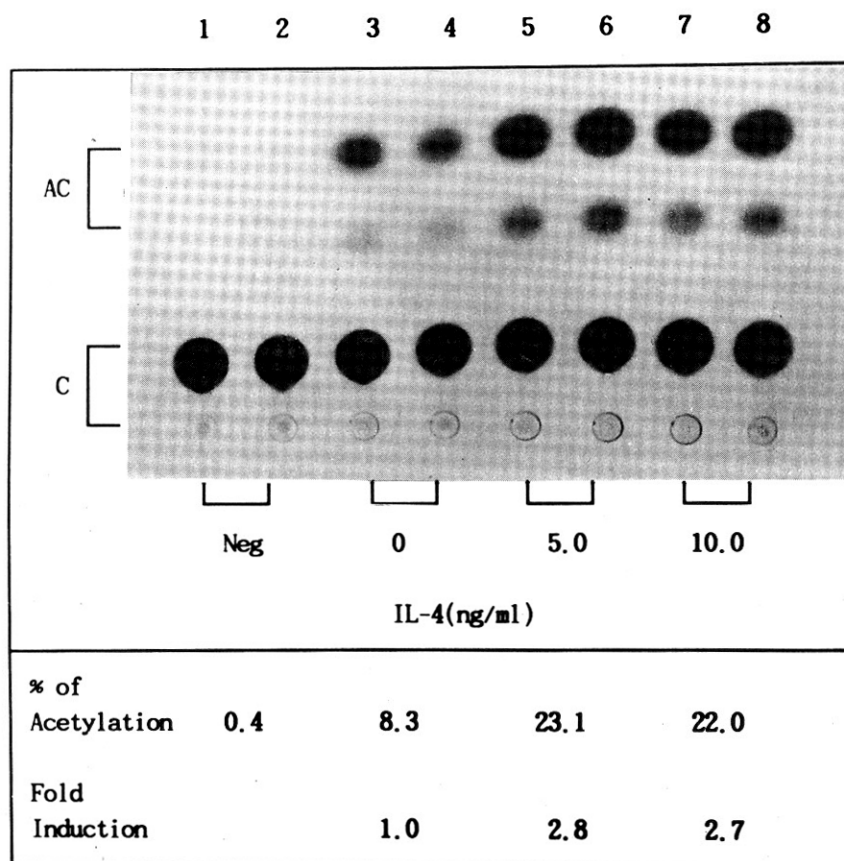 1 2 3 4 5 6 7 8
AC
C
Neg 0 5.0 10.0
IL-4(ng/ml)
% of
Acetylation 0.4 8.3 23.1 22.0
Fold
Induction 1.0 2.8 2.7